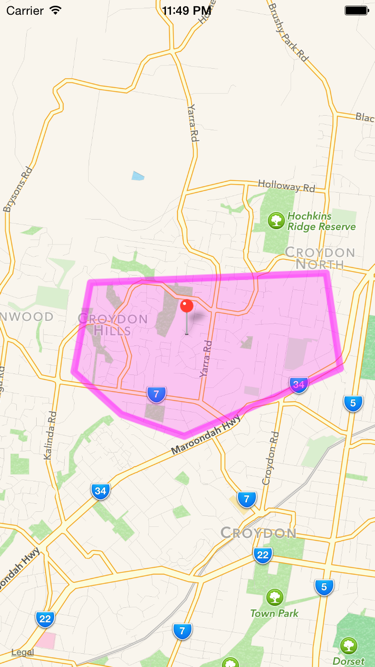 Carrier
11:49 PM
Brushy Park Rd
Yarra Rd
Brysons Rd
Blac
Holloway Rd
Hochkins
Ridge Reserve
CROYDON
NORTH
NWOOD
CROYDON
HILLS
Yarra Rd
34
7
5
Kalinda Rd
Maroondah Hwy
Croydon Rd
34
7
CROYDON
22
oondah Hwy
5
Town Park
22
7
Legal
Dorset